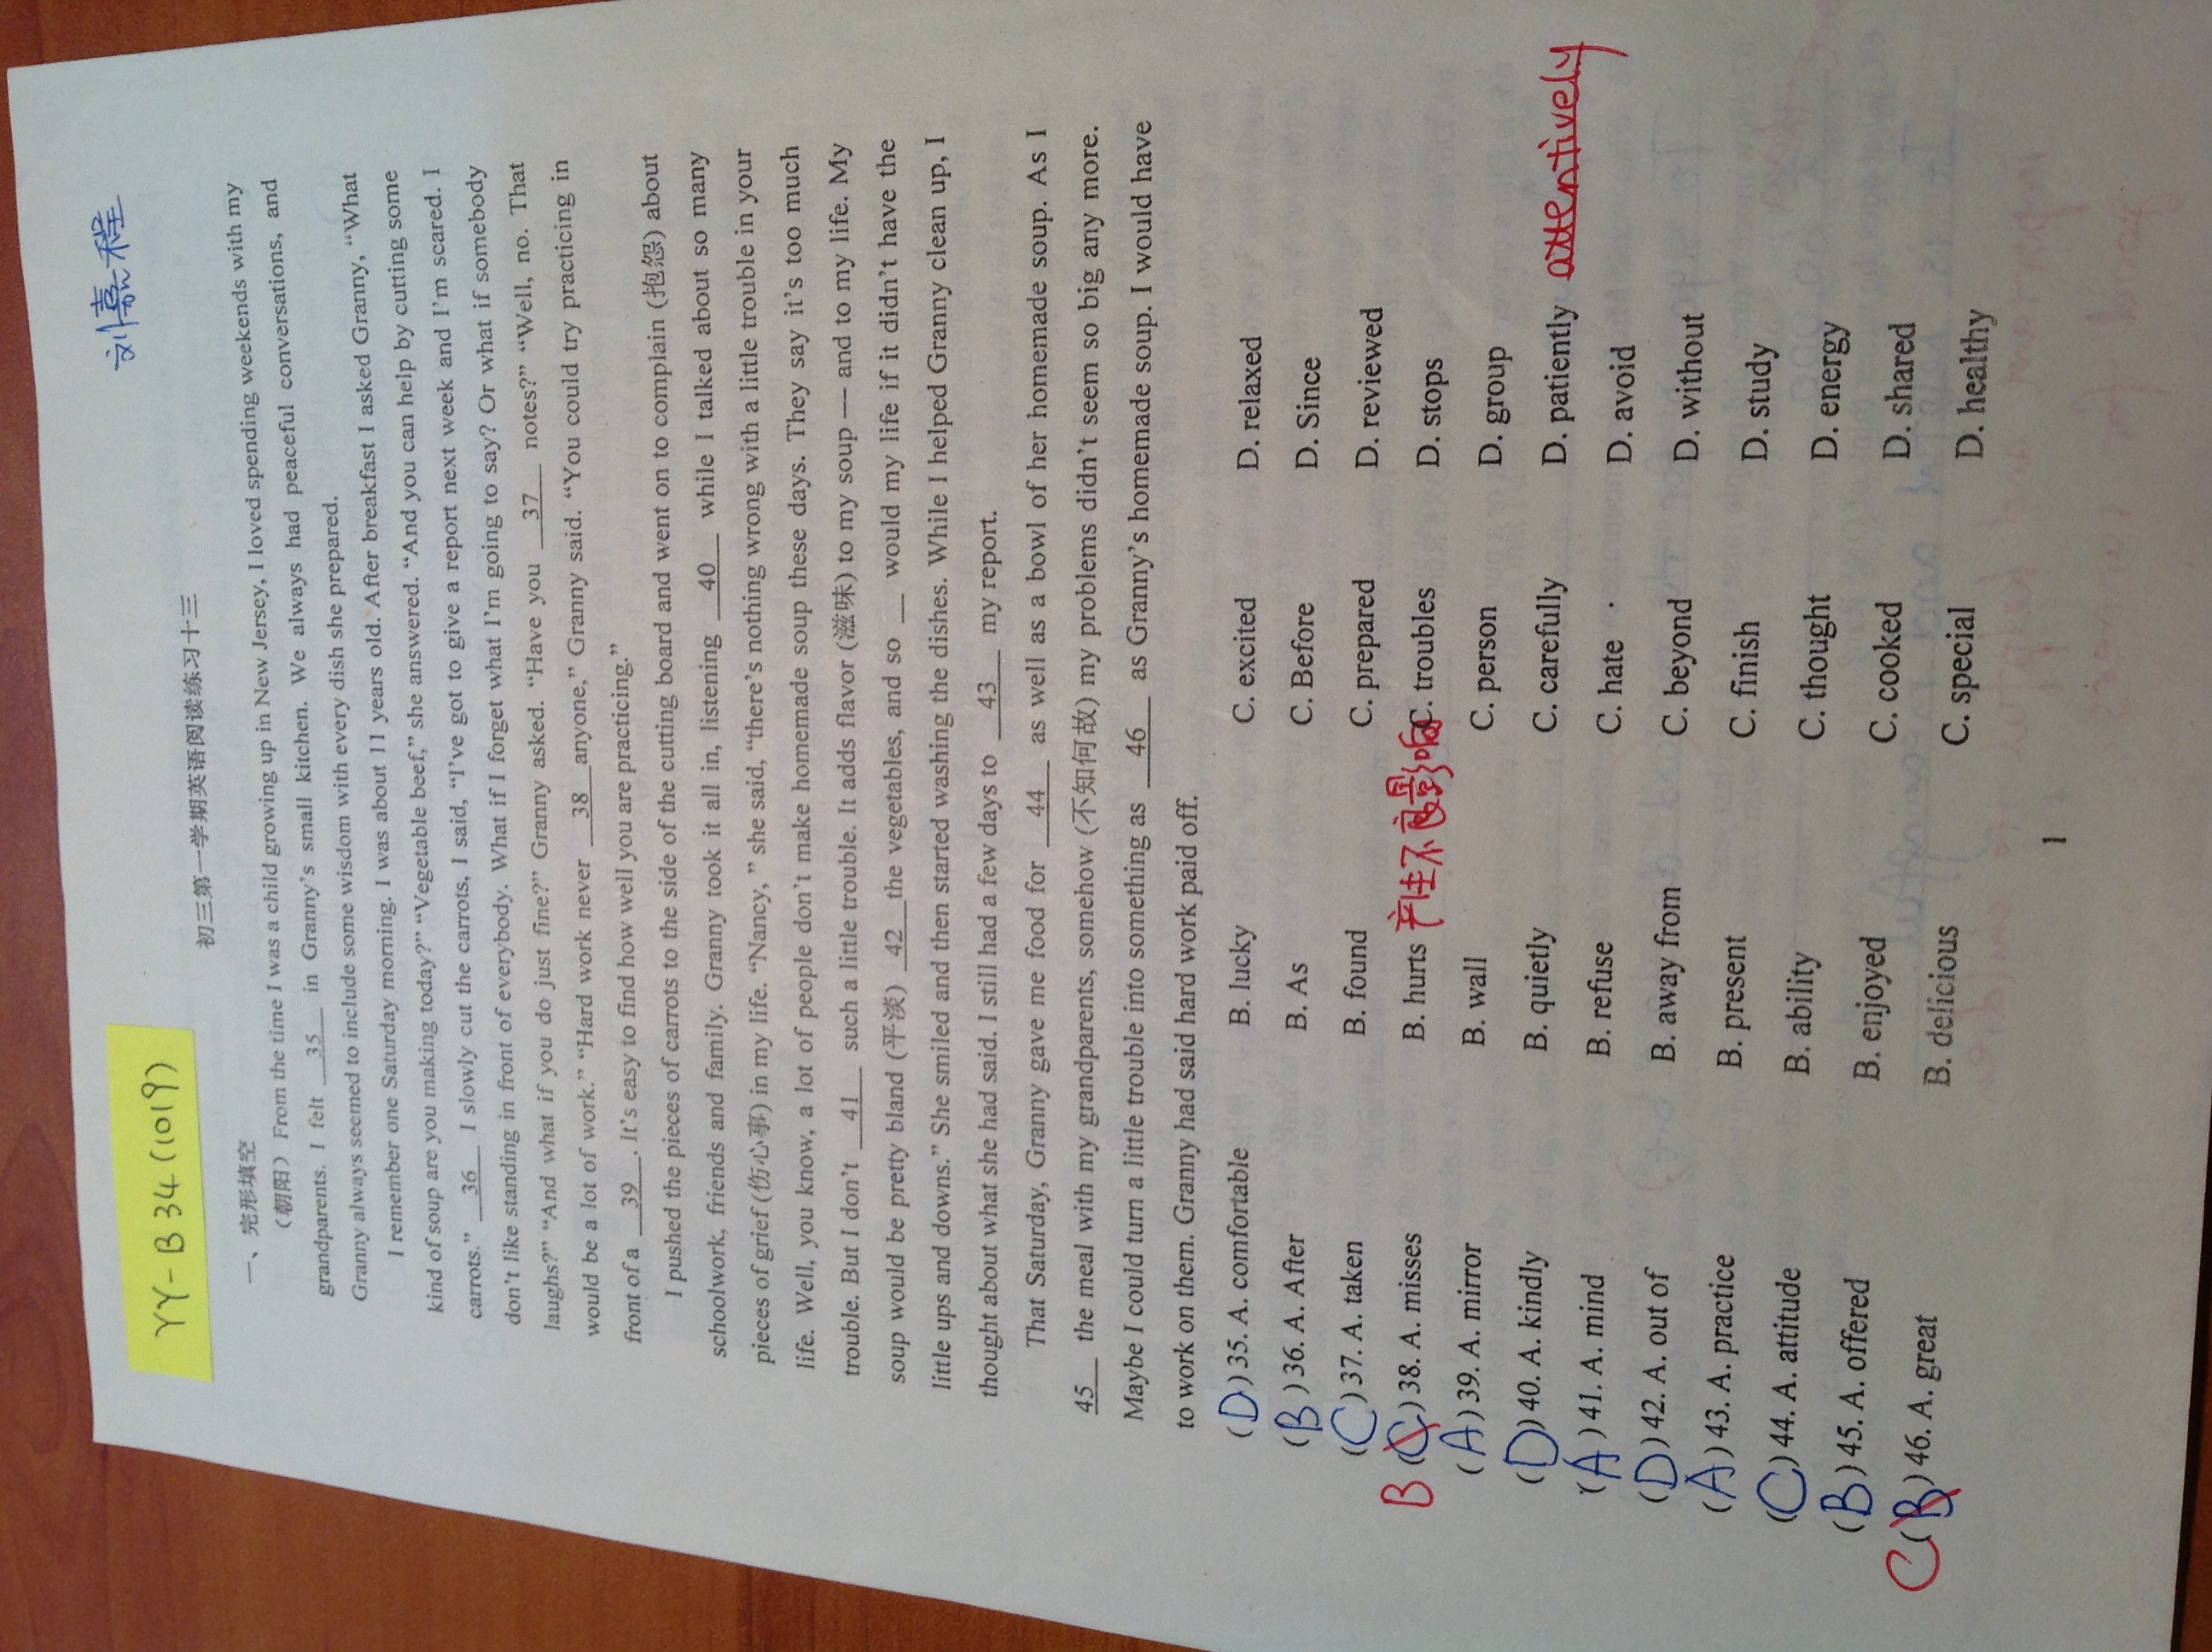 刘嘉程
YY-B34(1019)
初三第一学期英语阅读练习十三
一、完形填空
（朝阳）From the time I was a child growing up in New Jersey, I loved spending weekends with my
grandparents. I felt 35 in Granny's small kitchen. We always had peaceful conversations, and
Granny always seemed to include some wisdom with every dish she prepared.
I remember one Saturday morning. I was about 11 years old. After breakfast I asked Granny, “What
kind of soup are you making today?” “Vegetable beef,” she answered. “And you can help by cutting some
carrots.” 36 I slowly cut the carrots, I said, “I've got to give a report next week and I'm scared. I
don't like standing in front of everybody. What if I forget what I'm going to say? Or what if somebody
laughs?” “And what if you do just fine?” Granny asked. “Have you 37 notes?” “Well, no. That
would be a lot of work.” “Hard work never 38 anyone,” Granny said. “You could try practicing in
front of a 39 . It's easy to find how well you are practicing.”
I pushed the pieces of carrots to the side of the cutting board and went on to complain (抱怨) about
schoolwork, friends and family. Granny took it all in, listening 40 while I talked about so many
pieces of grief (伤心事) in my life. “Nancy, ” she said, “there's nothing wrong with a little trouble in your
life. Well, you know, a lot of people don't make homemade soup these days. They say it's too much
trouble. But I don't 41 such a little trouble. It adds flavor (滋味) to my soup — and to my life. My
soup would be pretty bland (平淡) 42 the vegetables, and so __ would my life if it didn't have the
little ups and downs.” She smiled and then started washing the dishes. While I helped Granny clean up, I
thought about what she had said. I still had a few days to 43 my report.
That Saturday, Granny gave me food for 44 as well as a bowl of her homemade soup. As I
45 the meal with my grandparents, somehow (不知何故) my problems didn't seem so big any more.
Maybe I could turn a little trouble into something as 46 as Granny's homemade soup. I would have
to work on them. Granny had said hard work paid off.
(D) 35. A. comfortable B. lucky C. excited D. relaxed
(B) 36. A. After B. As C. Before D. Since
(C) 37. A. taken B. found C. prepared D. reviewed
B (C) 38. A. misses B. hurts 产生不良影响 C. troubles D. stops
(A) 39. A. mirror B. wall C. person D. group
(D) 40. A. kindly B. quietly C. carefully D. patiently attentively
(A) 41. A. mind B. refuse C. hate D. avoid
(D) 42. A. out of B. away from C. beyond D. without
(A) 43. A. practice B. present C. finish D. study
(C) 44. A. attitude B. ability C. thought D. energy
(B) 45. A. offered B. enjoyed C. cooked D. shared
C (B) 46. A. great B. delicious C. special D. healthy
1